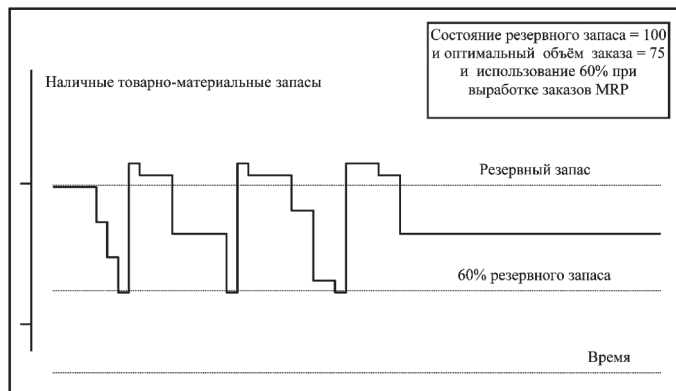 Состояние резервного запаса = 100
и оптимальный объём заказа = 75
и использование 60% при
выработке заказов MRP
Наличные товарно-материальные запасы
Резервный запас
60% резервного запаса
Время